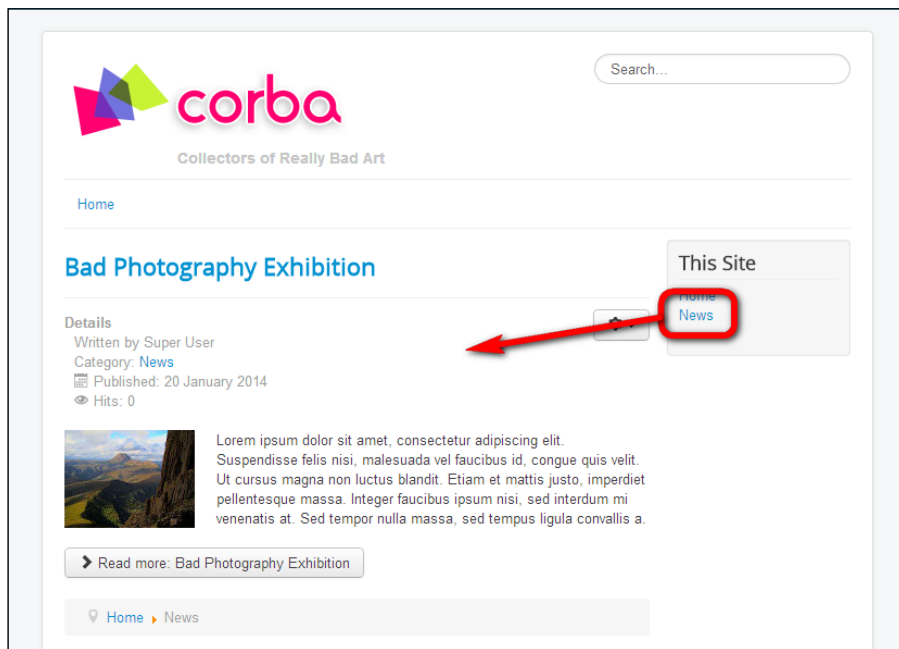 Search...
corba
Collectors of Really Bad Art
Home
Bad Photography Exhibition
Details
Written by Super User
Category: News
Published: 20 January 2014
Hits: 0
Lorem ipsum dolor sit amet, consectetur adipiscing elit.
Suspendisse felis nisi, malesuada vel faucibus id, congue quis velit.
Ut cursus magna non luctus blandit. Etiam et mattis justo, imperdiet
pellentesque massa. Integer faucibus ipsum nisi, sed interdum mi
venenatis at. Sed tempor nulla massa, sed tempus ligula convallis a.
Read more: Bad Photography Exhibition
Home News
This Site
Home
News